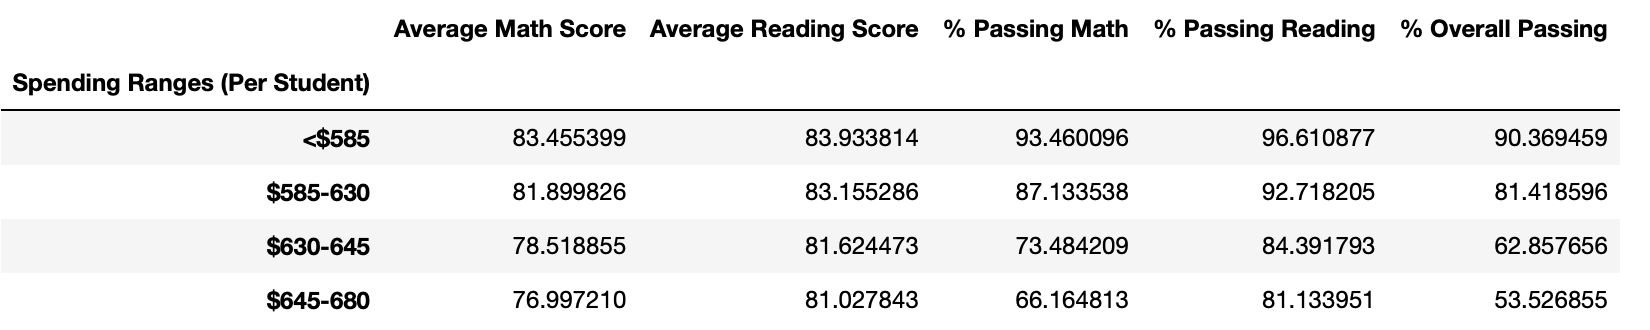 Average Math Score Average Reading Score % Passing Math % Passing Reading % Overall Passing
Spending Ranges (Per Student)
<$585 83.455399 83.933814 93.460096 96.610877 90.369459
$585-630 81.899826 83.155286 87.133538 92.718205 81.418596
$630-645 78.518855 81.624473 73.484209 84.391793 62.857656
$645-680 76.997210 81.027843 66.164813 81.133951 53.526855